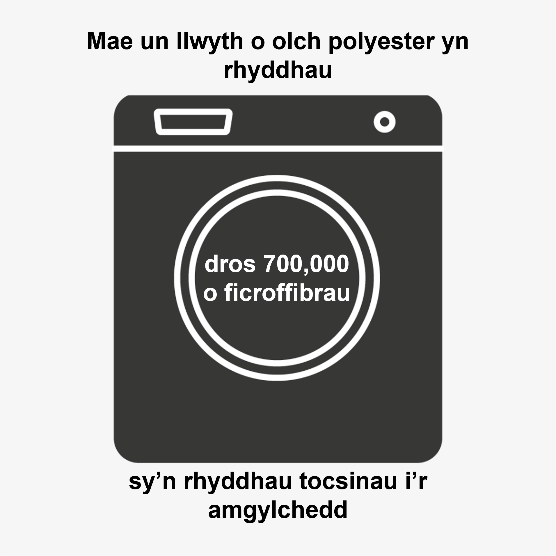 Mae un llwyth o olch polyester yn
rhyddhau
dros 700,000
o ficroffibrau
sy’n rhyddhau tocsinau i’r
amgylchedd